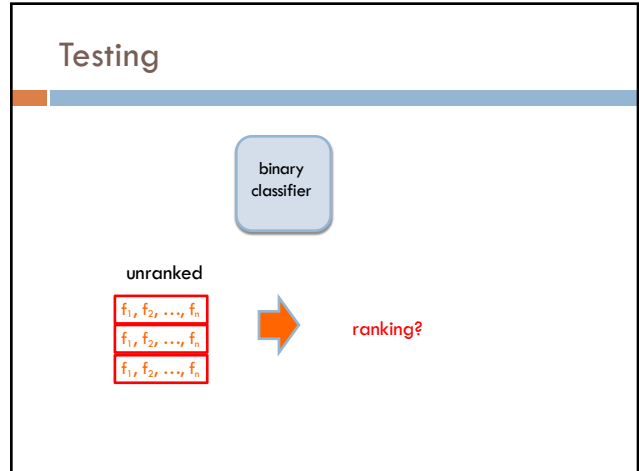 Testing
binary
classifier
unranked
f₁, f₂, …, fₙ
f₁, f₂, …, fₙ
f₁, f₂, …, fₙ
ranking?